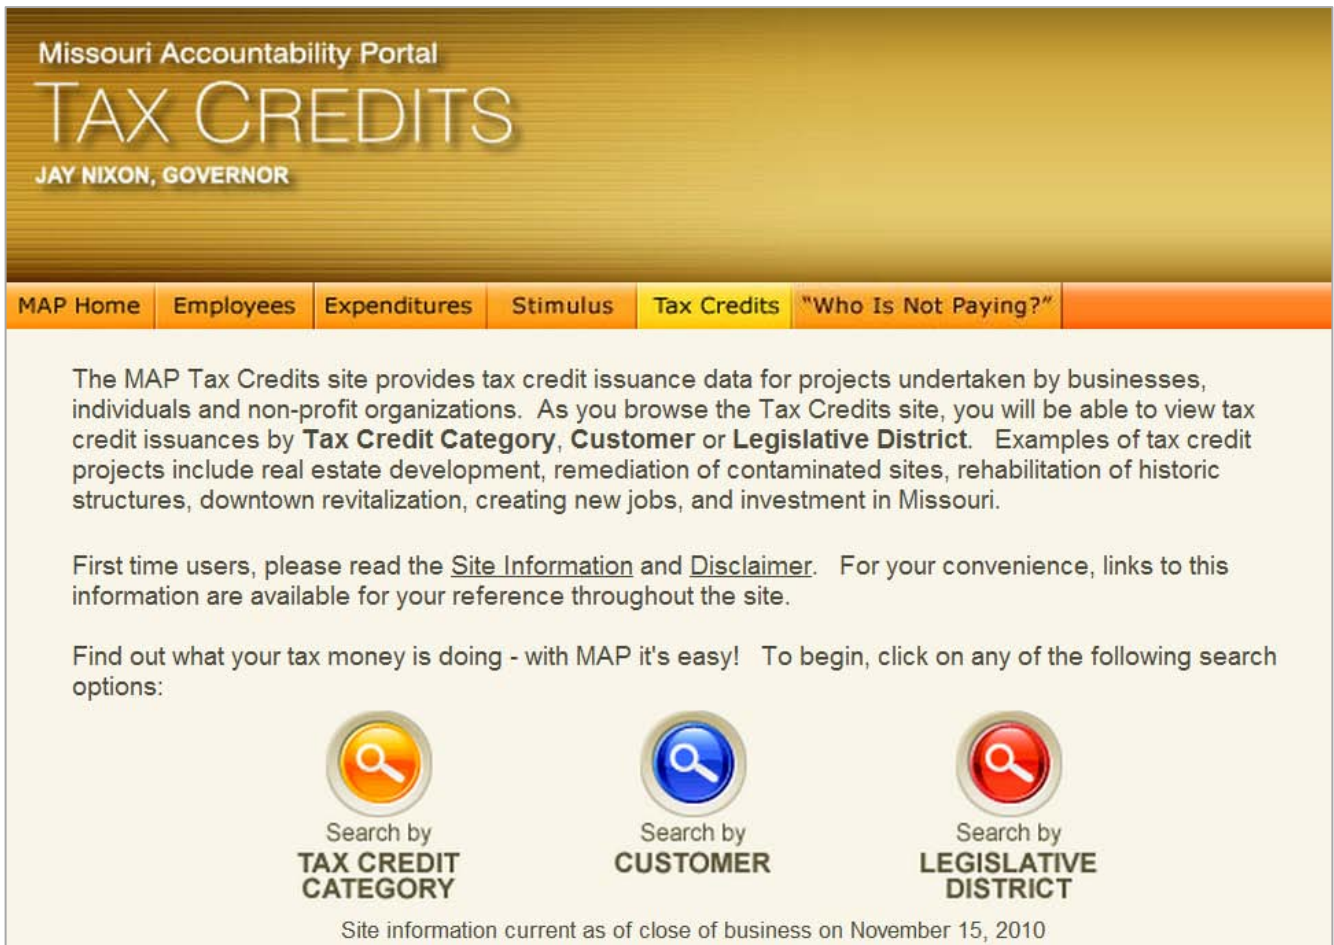 Missouri Accountability Portal
TAX CREDITS
JAY NIXON, GOVERNOR
MAP Home Employees Expenditures Stimulus Tax Credits "Who Is Not Paying?"
The MAP Tax Credits site provides tax credit issuance data for projects undertaken by businesses,
individuals and non-profit organizations. As you browse the Tax Credits site, you will be able to view tax
credit issuances by Tax Credit Category, Customer or Legislative District. Examples of tax credit
projects include real estate development, remediation of contaminated sites, rehabilitation of historic
structures, downtown revitalization, creating new jobs, and investment in Missouri.
First time users, please read the Site Information and Disclaimer. For your convenience, links to this
information are available for your reference throughout the site.
Find out what your tax money is doing - with MAP it's easy! To begin, click on any of the following search
options:
Search by
TAX CREDIT
CATEGORY
Search by
CUSTOMER
Search by
LEGISLATIVE
DISTRICT
Site information current as of close of business on November 15, 2010